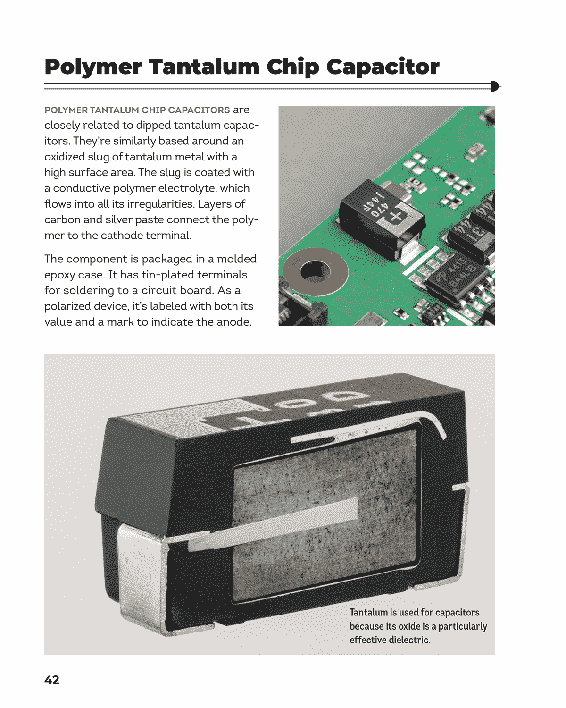 Polymer Tantalum Chip Capacitor
POLYMER TANTALUM CHIP CAPACITORS are
closely related to dipped tantalum capac-
itors. They're similarly based around an
oxidized slug of tantalum metal with a
high surface area. The slug is coated with
a conductive polymer electrolyte, which
flows into all its irregularities. Layers of
carbon and silver paste connect the poly-
mer to the cathode terminal.
The component is packaged in a molded
epoxy case. It has tin-plated terminals
for soldering to a circuit board. As a
polarized device, it's labeled with both its
value and a mark to indicate the anode.
470
Tantalum is used for capacitors
because its oxide is a particularly
effective dielectric.
42